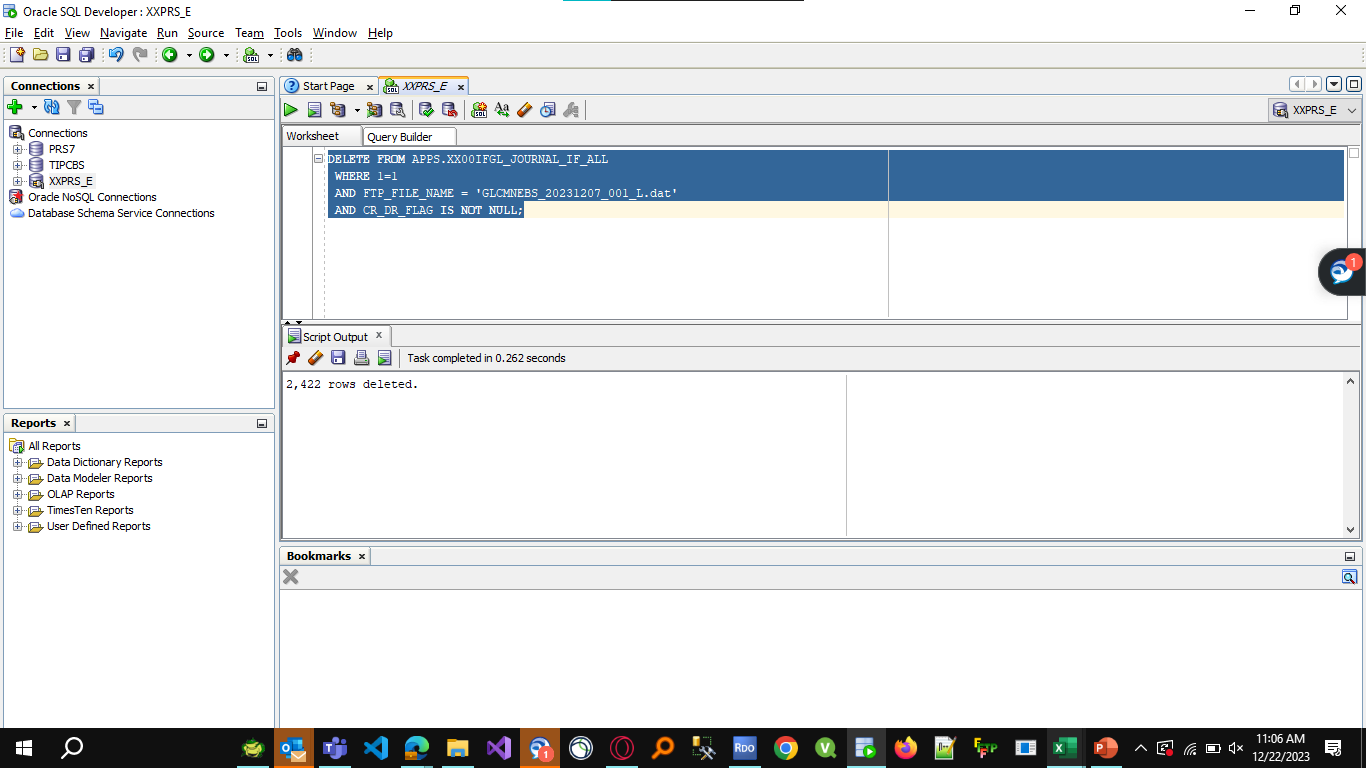 Oracle SQL Developer : XXPRS_E
File Edit View Navigate Run Source Team Tools Window Help
Connections
Start Page
XXPRS_E
XXPRS_E
Connections
PRS7
TIPCBS
XXPRS_E
Oracle NoSQL Connections
Database Schema Service Connections
Worksheet Query Builder
DELETE FROM APPS.XX00IFGL_JOURNAL_IF_ALL
WHERE 1=1
AND FTP_FILE_NAME = 'GLCMNEBS_20231207_001_L.dat'
AND CR_DR_FLAG IS NOT NULL;
1
Script Output
Task completed in 0.262 seconds
2,422 rows deleted.
Reports
All Reports
Data Dictionary Reports
Data Modeler Reports
OLAP Reports
TimesTen Reports
User Defined Reports
Bookmarks
1
RDO
FTP
11:06 AM
12/22/2023